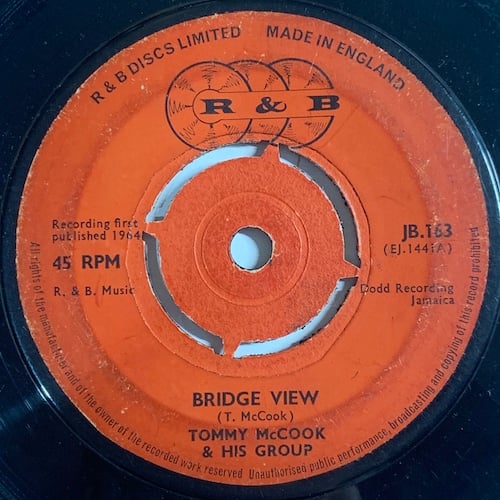 R & B DISCS LIMITED MADE IN ENGLAND
R & B
Recording first
published 1964
45 RPM
R. & B. Music
JB.163
(EJ.1441A)
Dodd Recording
Jamaica
BRIDGE VIEW
(T. McCook)
TOMMY McCOOK
& HIS GROUP
All rights of the manufacturer and of the owner of the recorded work reserved Unauthorised public performance, broadcasting and copying of this record prohibited